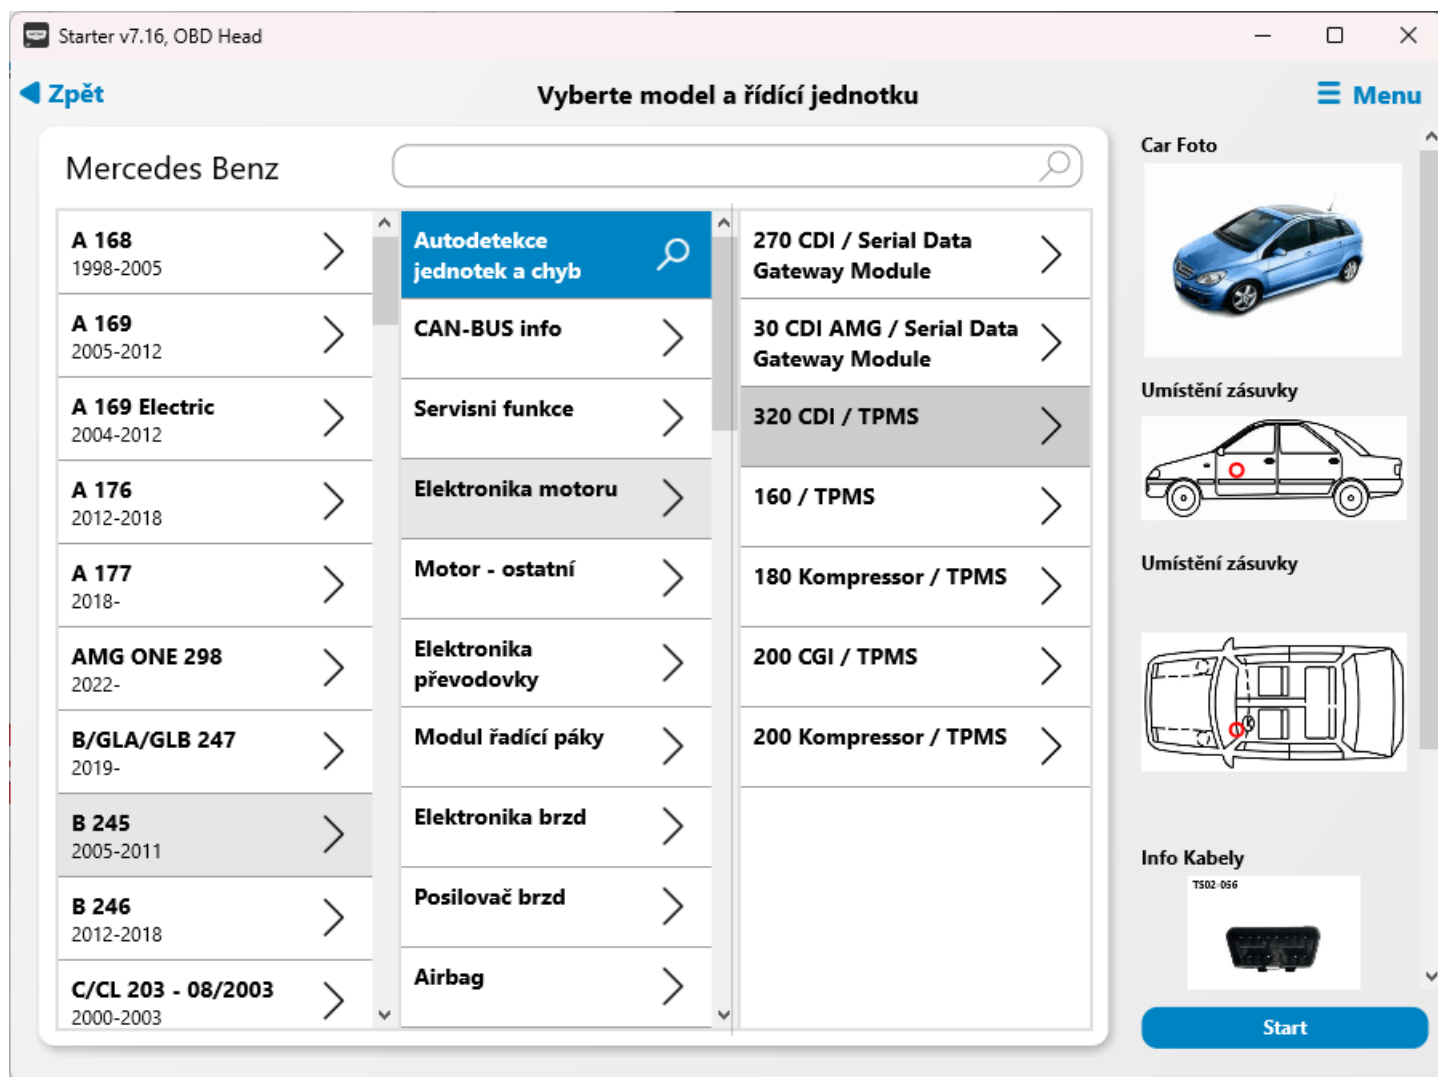 Starter v7.16, OBD Head
Zpět
Vyberte model a řídící jednotku
Menu
Mercedes Benz
A 168
1998-2005
A 169
2005-2012
A 169 Electric
2004-2012
A 176
2012-2018
A 177
2018-
AMG ONE 298
2022-
B/GLA/GLB 247
2019-
B 245
2005-2011
B 246
2012-2018
C/CL 203 - 08/2003
2000-2003
Autodetekce
jednotek a chyb
CAN-BUS info
Servisni funkce
Elektronika motoru
Motor - ostatní
Elektronika
převodovky
Modul řadící páky
Elektronika brzd
Posilovač brzd
Airbag
270 CDI / Serial Data
Gateway Module
30 CDI AMG / Serial Data
Gateway Module
320 CDI / TPMS
160 / TPMS
180 Kompressor / TPMS
200 CGI / TPMS
200 Kompressor / TPMS
Car Foto
Umístění zásuvky
Umístění zásuvky
Info Kabely
TS02-056
Start